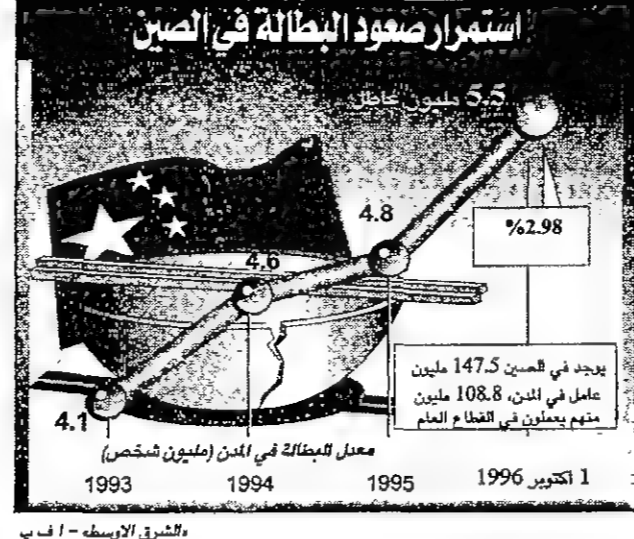 استمرار صعود البطالة في الصين
5.5 مليون عاطل
4.8
%2.98
4.6
يوجد في الصين 147.5 مليون
عامل في المدن، 108.8 مليون
منهم يعملون في القطاع العام
4.1
معدل البطالة في المدن (مليون شخص)
1993
1994
1995
1 أكتوبر 1996
«الشرق الاوسط» - ا ف ب